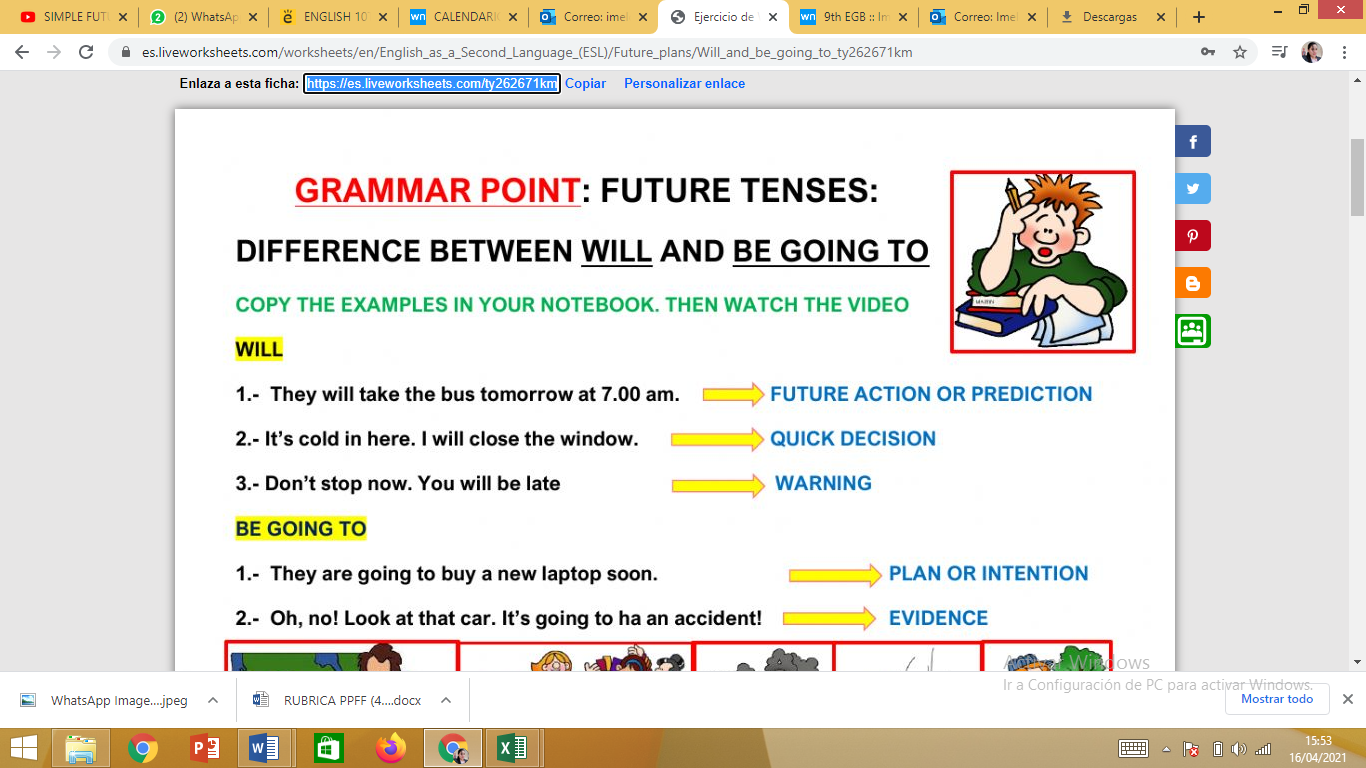 SIMPLE FUTU
(2) WhatsAp
ENGLISH 10
CALENDARIO
Correo: imel
Ejercicio de
9th EGB :: Im
Correo: Imel
Descargas
es.liveworksheets.com/worksheets/en/English_as_a_Second_Language_(ESL)/Future_plans/Will_and_be_going_to_ty262671km
Enlaza a esta ficha: https://es.liveworksheets.com/ty262671km Copiar Personalizar enlace
GRAMMAR POINT: FUTURE TENSES:
DIFFERENCE BETWEEN WILL AND BE GOING TO
COPY THE EXAMPLES IN YOUR NOTEBOOK. THEN WATCH THE VIDEO
WILL
1.- They will take the bus tomorrow at 7.00 am. FUTURE ACTION OR PREDICTION
2.- It's cold in here. I will close the window. QUICK DECISION
3.- Don't stop now. You will be late WARNING
BE GOING TO
1.- They are going to buy a new laptop soon. PLAN OR INTENTION
2.- Oh, no! Look at that car. It's going to ha an accident! EVIDENCE
Activar Windows
Ir a Configuración de PC para activar Windows.
WhatsApp Image....jpeg
RUBRICA PPFF (4....docx
Mostrar todo
15:53
16/04/2021